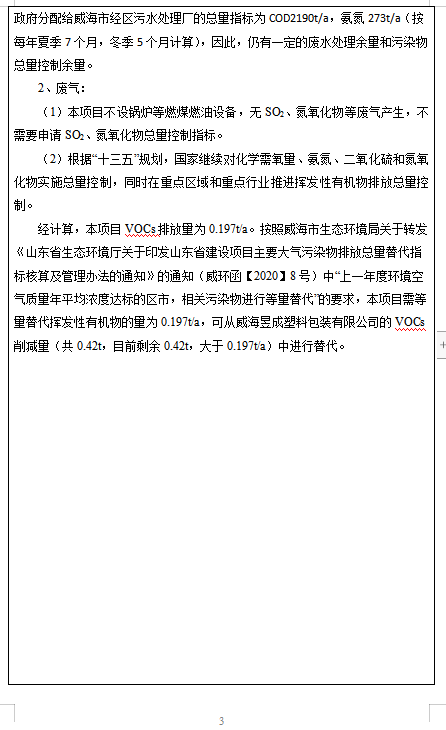 政府分配给威海市经区污水处理厂的总量指标为 COD2190t/a，氨氮 273t/a（按
每年夏季 7 个月，冬季 5 个月计算），因此，仍有一定的废水处理余量和污染物
总量控制余量。
2、废气：
（1）本项目不设锅炉等燃煤燃油设备，无 SO₂、氮氧化物等废气产生，不
需要申请 SO₂、氮氧化物总量控制指标。
（2）根据“十三五”规划，国家继续对化学需氧量、氨氮、二氧化硫和氮氧
化物实施总量控制，同时在重点区域和重点行业推进挥发性有机物排放总量控
制。
经计算，本项目 VOCs 排放量为 0.197t/a。按照威海市生态环境局关于转发
《山东省生态环境厅关于印发山东省建设项目主要大气污染物排放总量替代指
标核算及管理办法的通知》的通知（威环函【2020】8 号）中“上一年度环境空
气质量年平均浓度达标的区市，相关污染物进行等量替代”的要求，本项目需等
量替代挥发性有机物的量为 0.197t/a，可从威海昱成塑料包装有限公司的 VOCs
削减量（共 0.42t，目前剩余 0.42t，大于 0.197t/a）中进行替代。
3